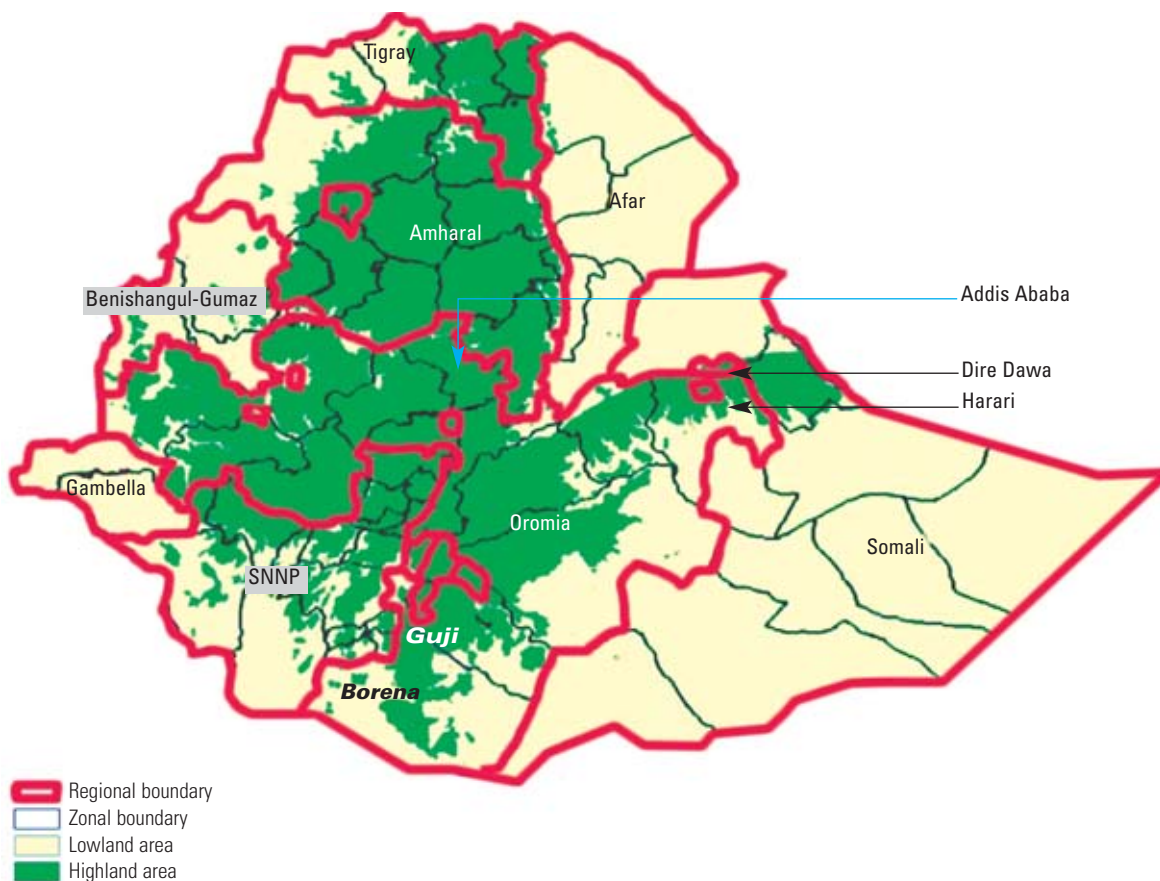 Tigray
Afar
Amharal
Benishangul-Gumaz
Addis Ababa
Dire Dawa
Harari
Gambella
Oromia
Somali
SNNP
Guji
Borena
Regional boundary
Zonal boundary
Lowland area
Highland area